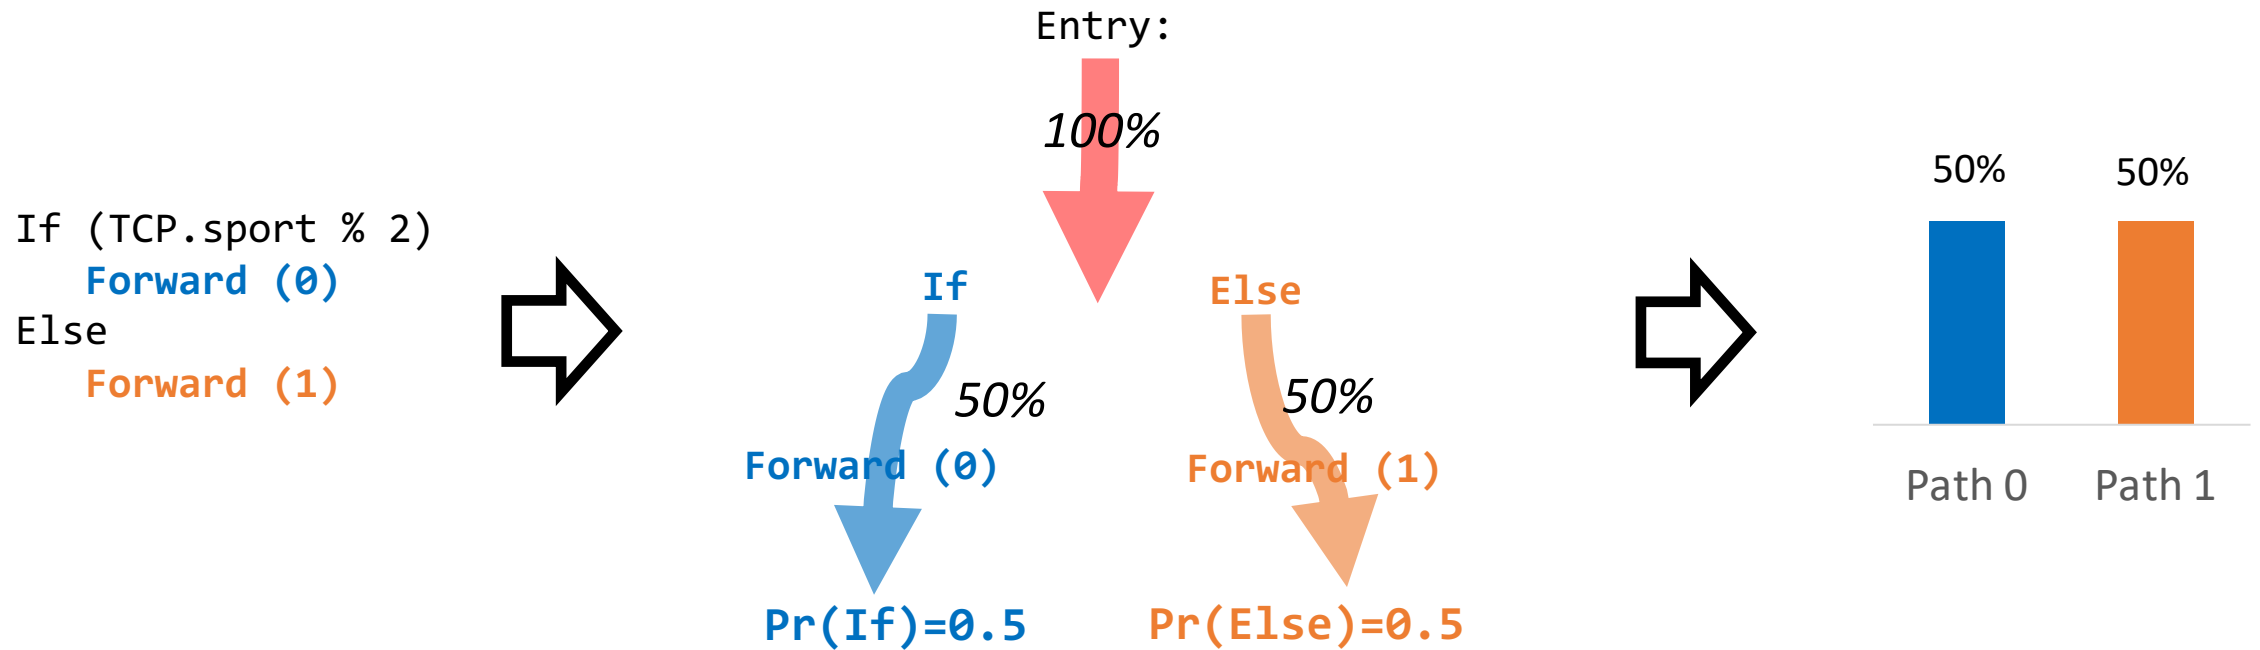 If (TCP.sport % 2)
Forward (0)
Else
Forward (1)
Entry:
100%
If
Else
50%
50%
Forward (0)
Forward (1)
Pr(If)=0.5
Pr(Else)=0.5
50%
50%
Path 0
Path 1